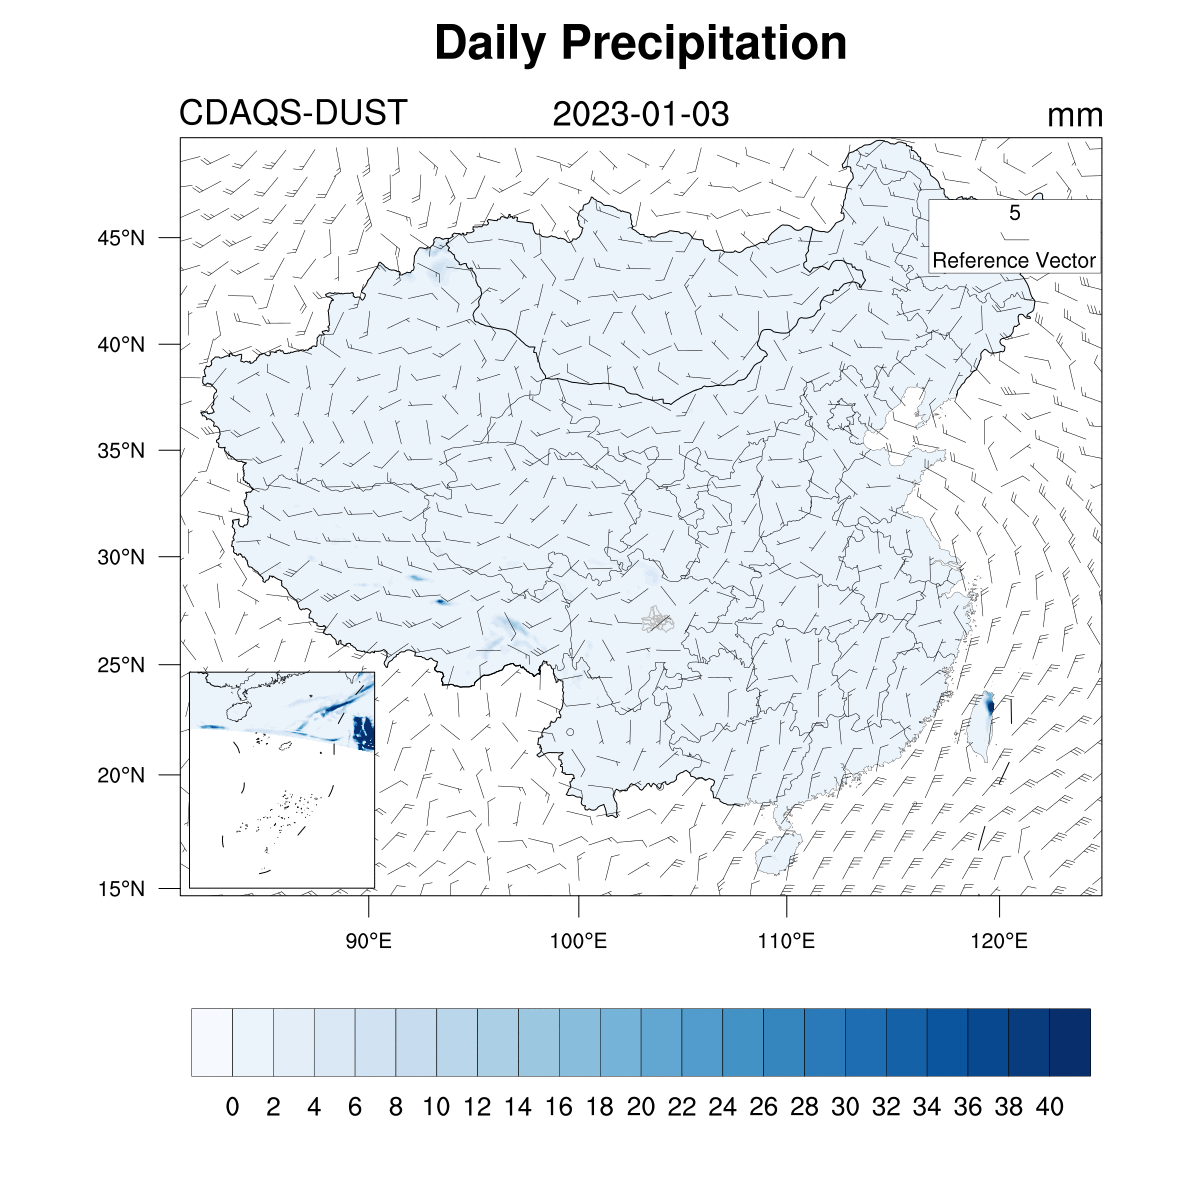 Daily Precipitation
CDAQS-DUST 2023-01-03 mm
5
Reference Vector
45°N
40°N
35°N
30°N
25°N
20°N
15°N
90°E 100°E 110°E 120°E
0 2 4 6 8 10 12 14 16 18 20 22 24 26 28 30 32 34 36 38 40